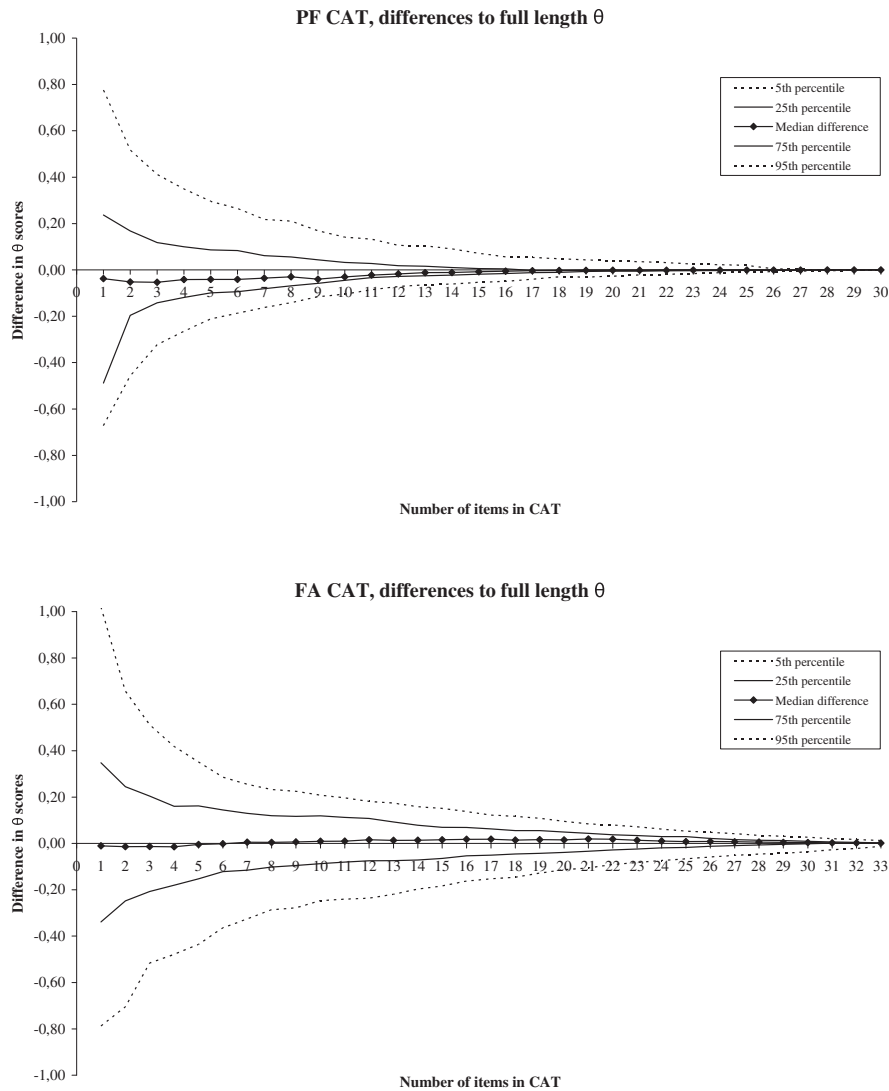 PF CAT, differences to full length θ
1,00
0,80
0,60
0,40
0,20
0,00
-0,20
-0,40
-0,60
-0,80
-1,00
Difference in θ scores
5th percentile
25th percentile
Median difference
75th percentile
95th percentile
0 1 2 3 4 5 6 7 8 9 10 11 12 13 14 15 16 17 18 19 20 21 22 23 24 25 26 27 28 29 30
Number of items in CAT
FA CAT, differences to full length θ
1,00
0,80
0,60
0,40
0,20
0,00
-0,20
-0,40
-0,60
-0,80
-1,00
Difference in θ scores
5th percentile
25th percentile
Median difference
75th percentile
95th percentile
0 1 2 3 4 5 6 7 8 9 10 11 12 13 14 15 16 17 18 19 20 21 22 23 24 25 26 27 28 29 30 31 32 33
Number of items in CAT